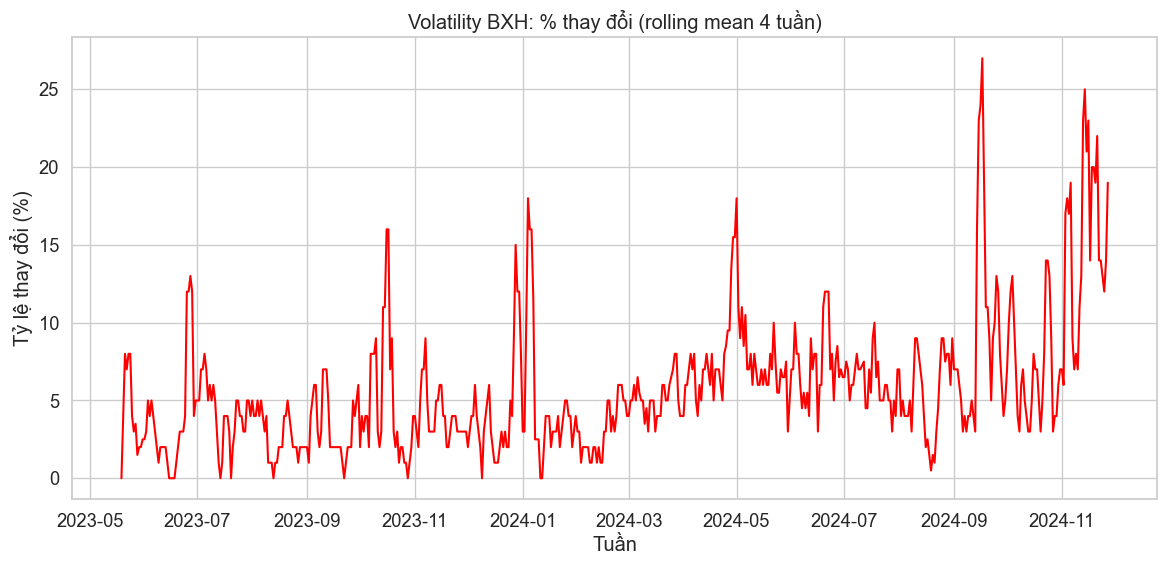 Volatility BXH: % thay đổi (rolling mean 4 tuần)
Tỷ lệ thay đổi (%)
25
20
15
10
5
0
2023-05 2023-07 2023-09 2023-11 2024-01 2024-03 2024-05 2024-07 2024-09 2024-11
Tuần